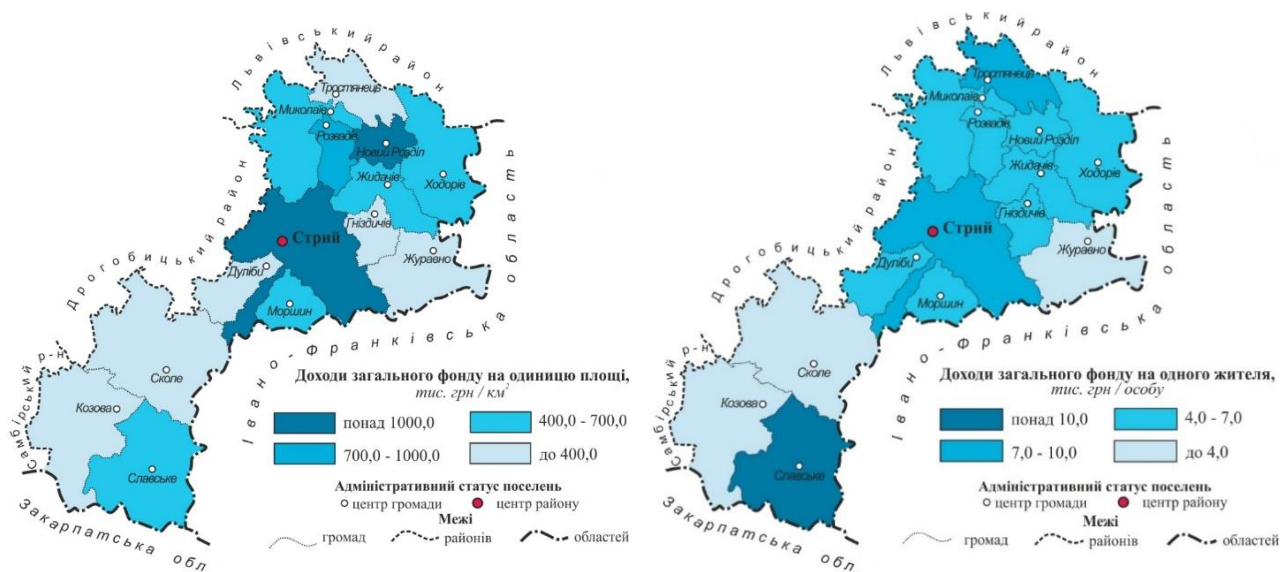 Львівський район
Тростянець
Миколаїв
Розвадів
Новий Розділ
Жидачів
Ходорів
Гніздичів
Стрий
Журавно
Дуліби
Моршин
Дрогобицький район
Сколе
Козова
Славське
Самбірський р-н
Закарпатська обл
Івано-Франківська область
Доходи загального фонду на одиницю площі,
тис. грн / км²
понад 1000,0
400,0 - 700,0
700,0 - 1000,0
до 400,0
Адміністративний статус поселень
центр громади
центр району
Межі
громад
районів
областей
Львівський район
Тростянець
Миколаїв
Розвадів
Новий Розділ
Жидачів
Ходорів
Гніздичів
Стрий
Журавно
Дуліби
Моршин
Дрогобицький район
Сколе
Козова
Славське
Самбірський р-н
Закарпатська обл
Івано-Франківська область
Доходи загального фонду на одного жителя,
тис. грн / особу
понад 10,0
4,0 - 7,0
7,0 - 10,0
до 4,0
Адміністративний статус поселень
центр громади
центр району
Межі
громад
районів
областей